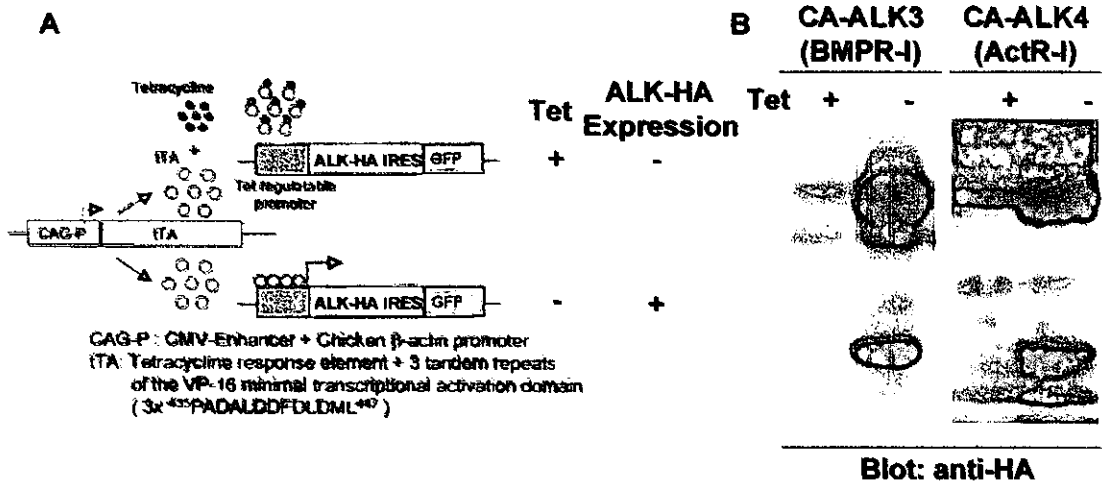 A
B
CA-ALK3
(BMPR-I)
CA-ALK4
(ActR-I)
Tetracycline
Tet
ALK-HA
Expression
Tet + - + -
tTA +
ALK-HA IRES GFP
+ -
Tet regulatable
promoter
CAG-P
tTA
ALK-HA IRES GFP
- +
CAG-P : CMV-Enhancer + Chicken β-actin promoter
tTA: Tetracycline response element + 3 tandem repeats
of the VP-16 minimal transcriptional activation domain
( 3x ⁴³⁵PADALDDFDLDML⁴⁴⁷ )
Blot: anti-HA